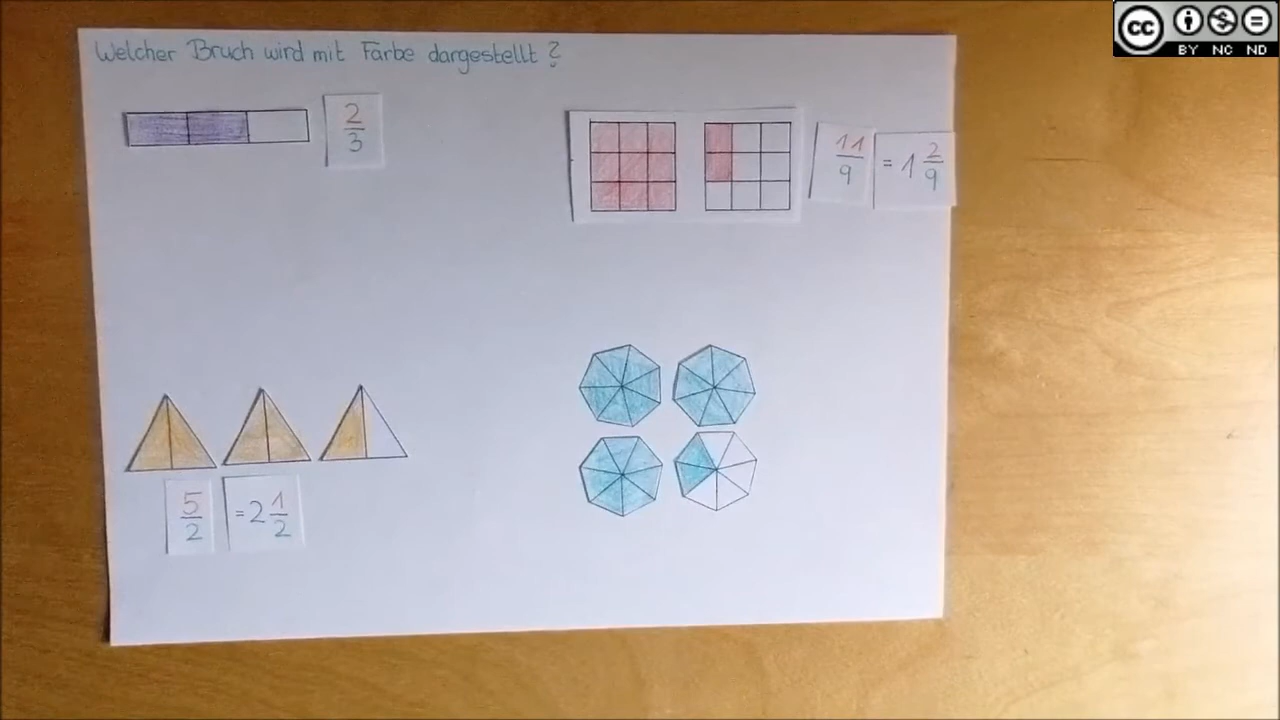 Welcher Bruch wird mit Farbe dargestellt ?
2/3
11/9 = 1 2/9
5/2 = 2 1/2
cc BY NC ND